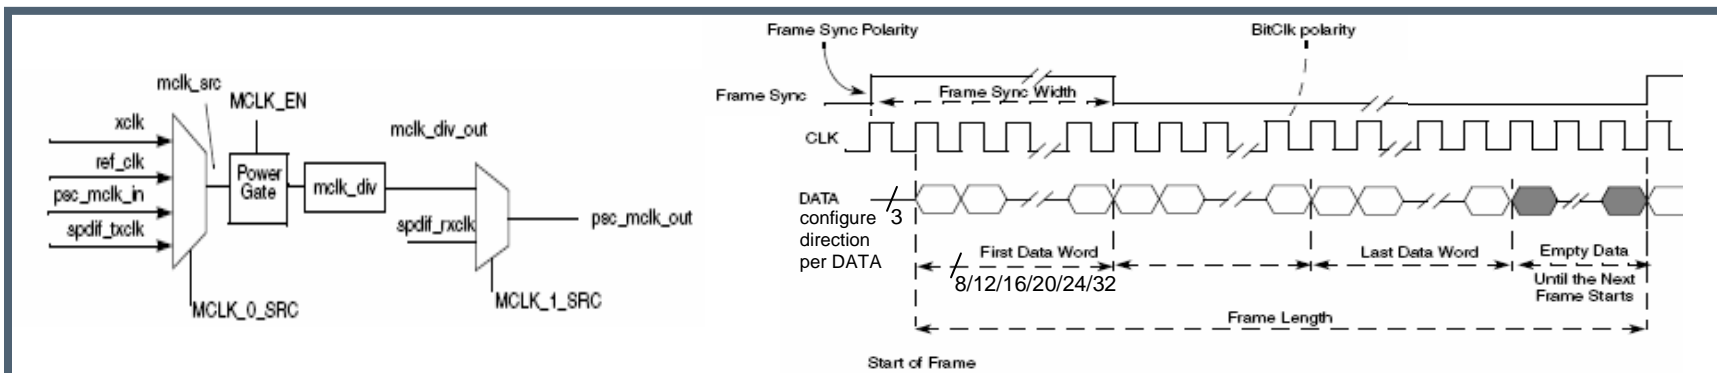 mclk_src
MCLK_EN
xclk
mclk_div_out
ref_clk
Power
Gate
mclk_div
psc_mclk_in
spdif_txclk
spdif_rxclk
psc_mclk_out
MCLK_0_SRC
MCLK_1_SRC
Frame Sync Polarity
BitClk polarity
Frame Sync
Frame Sync Width
CLK
DATA
3
configure
direction
per DATA
First Data Word
Last Data Word
Empty Data
8/12/16/20/24/32
Until the Next
Frame Starts
Frame Length
Start of Frame